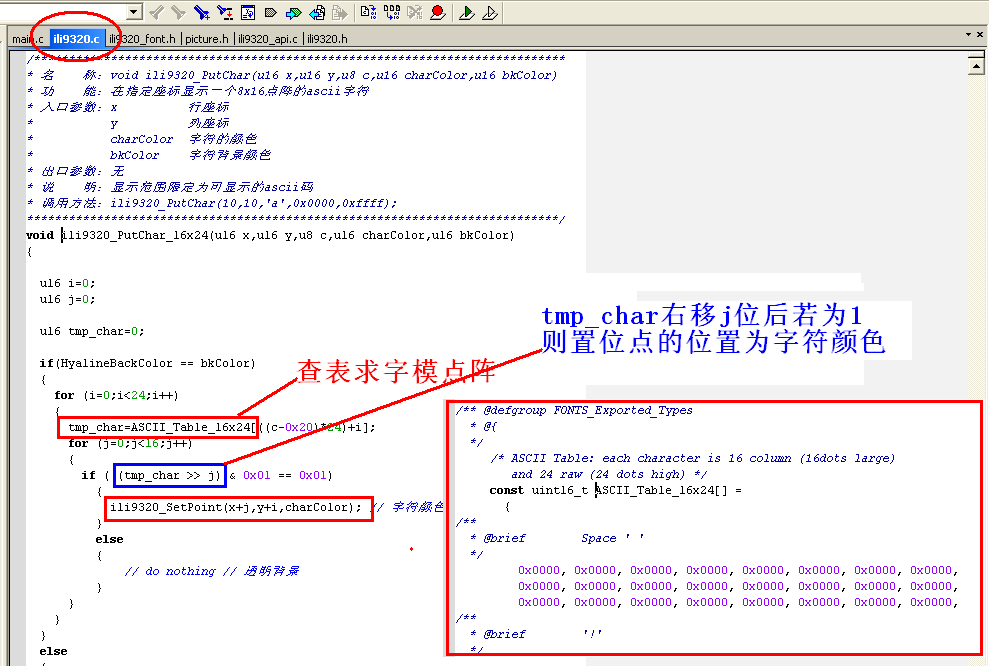 main.c ili9320.c ili9320_font.h picture.h ili9320_api.c ili9320.h
/****************************************************************************
* 名    称: void ili9320_PutChar(u16 x,u16 y,u8 c,u16 charColor,u16 bkColor)
* 功    能: 在指定座标显示一个8x16点阵的ascii字符
* 入口参数: x          行座标
*           y          列座标
*           charColor  字符的颜色
*           bkColor    字符背景颜色
* 出口参数: 无
* 说    明: 显示范围限定为可显示的ascii码
* 调用方法: ili9320_PutChar(10,10,'a',0x0000,0xffff);
****************************************************************************/
void ili9320_PutChar_16x24(u16 x,u16 y,u8 c,u16 charColor,u16 bkColor)
{
u16 i=0;
u16 j=0;
u16 tmp_char=0;
if(HyalineBackColor == bkColor)
{
for (i=0;i<24;i++)
{
tmp_char=ASCII_Table_16x24[((c-0x20)*24)+i];
for (j=0;j<16;j++)
{
if ( (tmp_char >> j) & 0x01 == 0x01)
{
ili9320_SetPoint(x+j,y+i,charColor); // 字符颜色
}
else
{
// do nothing // 透明背景
}
}
}
}
else
{
tmp_char右移j位后若为1
则置位点的位置为字符颜色
查表求字模点阵
/** @defgroup FONTS_Exported_Types
* @{
*/
/* ASCII Table: each character is 16 column (16dots large)
and 24 raw (24 dots high) */
const uint16_t ASCII_Table_16x24[] =
{
/**
* @brief        Space ' '
*/
0x0000, 0x0000, 0x0000, 0x0000, 0x0000, 0x0000, 0x0000, 0x0000,
0x0000, 0x0000, 0x0000, 0x0000, 0x0000, 0x0000, 0x0000, 0x0000,
0x0000, 0x0000, 0x0000, 0x0000, 0x0000, 0x0000, 0x0000, 0x0000,
/**
* @brief        '!'
*/